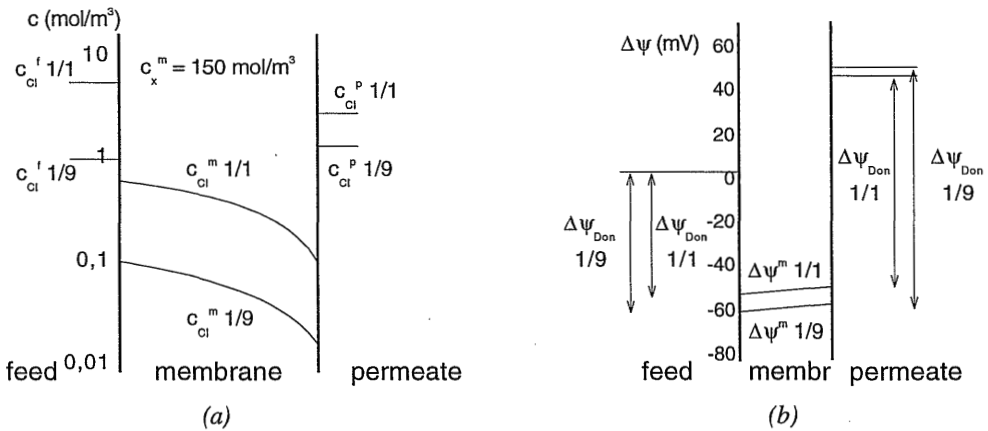 c (mol/m³)
10
c_Cl^f 1/1
c_x^m = 150 mol/m³
c_Cl^p 1/1
1
c_Cl^f 1/9
c_Cl^m 1/1
c_Cl^p 1/9
0,1
c_Cl^m 1/9
0,01
feed membrane permeate
(a)
Δψ (mV)
60
40
20
0
-20
-40
-60
-80
Δψ_Don
1/9
Δψ_Don
1/1
Δψ^m 1/1
Δψ^m 1/9
Δψ_Don
1/1
Δψ_Don
1/9
feed membr permeate
(b)